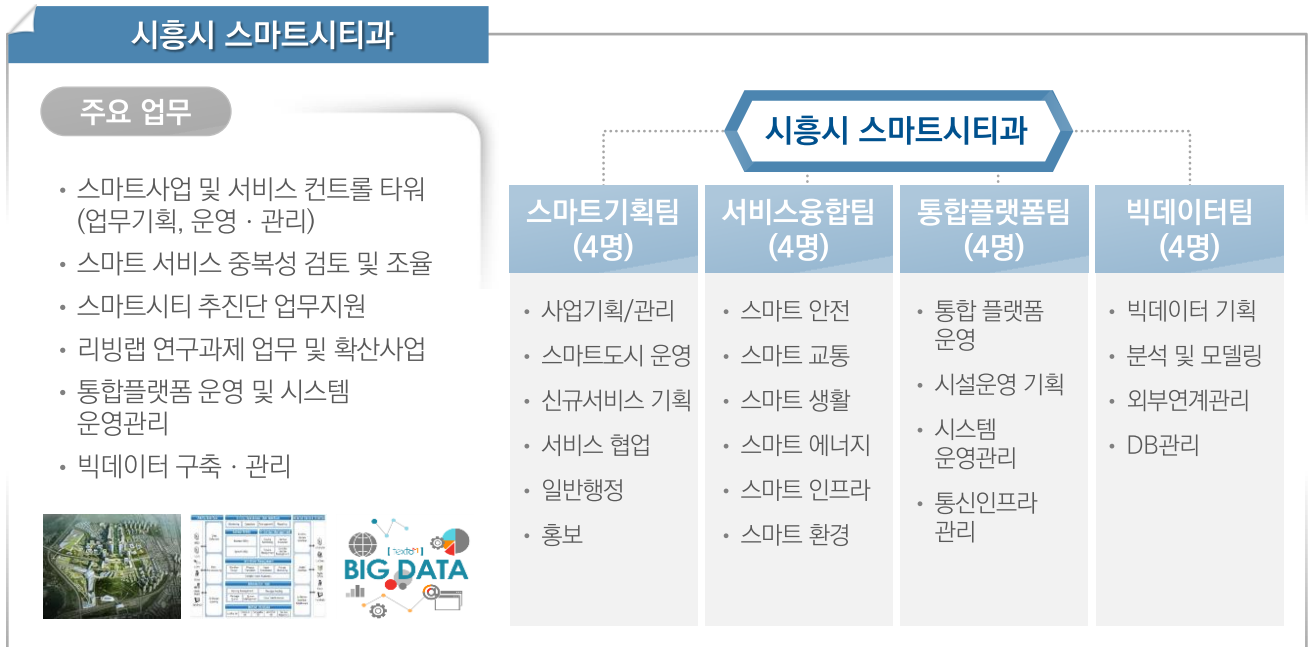 시흥시 스마트시티과
주요 업무
• 스마트사업 및 서비스 컨트롤 타워
(업무기획, 운영 · 관리)
• 스마트 서비스 중복성 검토 및 조율
• 스마트시티 추진단 업무지원
• 리빙랩 연구과제 업무 및 확산사업
• 통합플랫폼 운영 및 시스템
운영관리
• 빅데이터 구축 · 관리
BIG DATA
시흥시 스마트시티과
스마트기획팀
(4명)
• 사업기획/관리
• 스마트도시 운영
• 신규서비스 기획
• 서비스 협업
• 일반행정
• 홍보
서비스융합팀
(4명)
• 스마트 안전
• 스마트 교통
• 스마트 생활
• 스마트 에너지
• 스마트 인프라
• 스마트 환경
통합플랫폼팀
(4명)
• 통합 플랫폼
운영
• 시설운영 기획
• 시스템
운영관리
• 통신인프라
관리
빅데이터팀
(4명)
• 빅데이터 기획
• 분석 및 모델링
• 외부연계관리
• DB관리